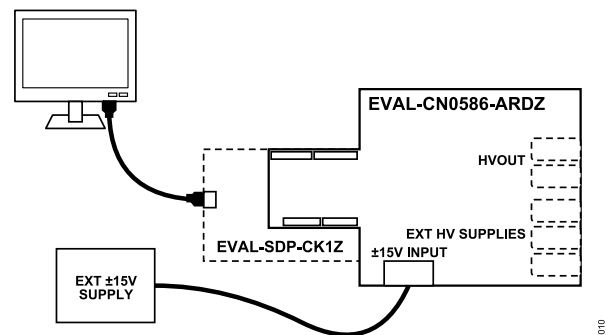 EVAL-CN0586-ARDZ
HVOUT
EXT HV SUPPLIES
EVAL-SDP-CK1Z
±15V INPUT
EXT ±15V
SUPPLY
010